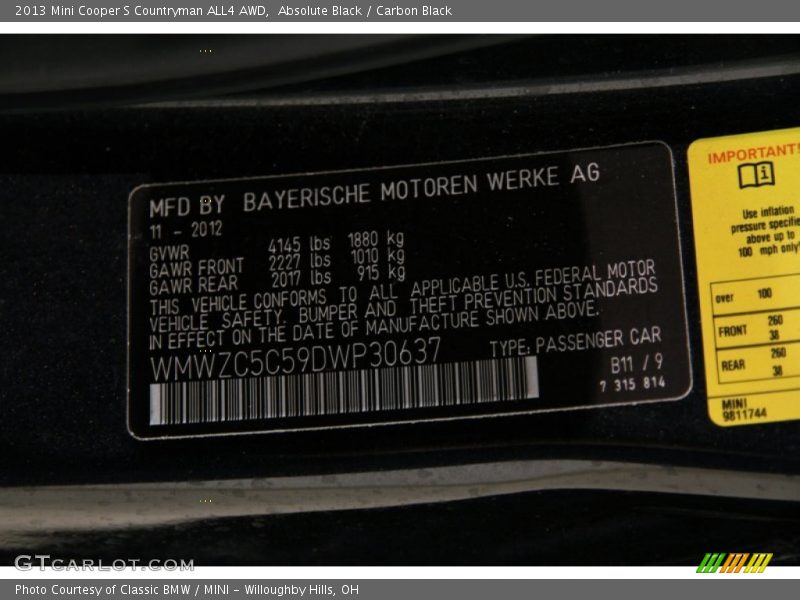 2013 Mini Cooper S Countryman ALL4 AWD,  Absolute Black / Carbon Black
MFD BY BAYERISCHE MOTOREN WERKE AG
11 - 2012
GVWR 4145 lbs 1880 kg
GAWR FRONT 2227 lbs 1010 kg
GAWR REAR 2017 lbs 915 kg
THIS VEHICLE CONFORMS TO ALL APPLICABLE U.S. FEDERAL MOTOR
VEHICLE SAFETY, BUMPER AND THEFT PREVENTION STANDARDS
IN EFFECT ON THE DATE OF MANUFACTURE SHOWN ABOVE.
WMWZC5C59DWP30637 TYPE: PASSENGER CAR
B11 / 9
7 315 814
IMPORTANT!
Use inflation
pressure specifie
above up to
100 mph only!
over 100
FRONT 260
38
REAR 260
38
MINI
9811744
GTCARLOT.COM
Photo Courtesy of Classic BMW / MINI - Willoughby Hills, OH